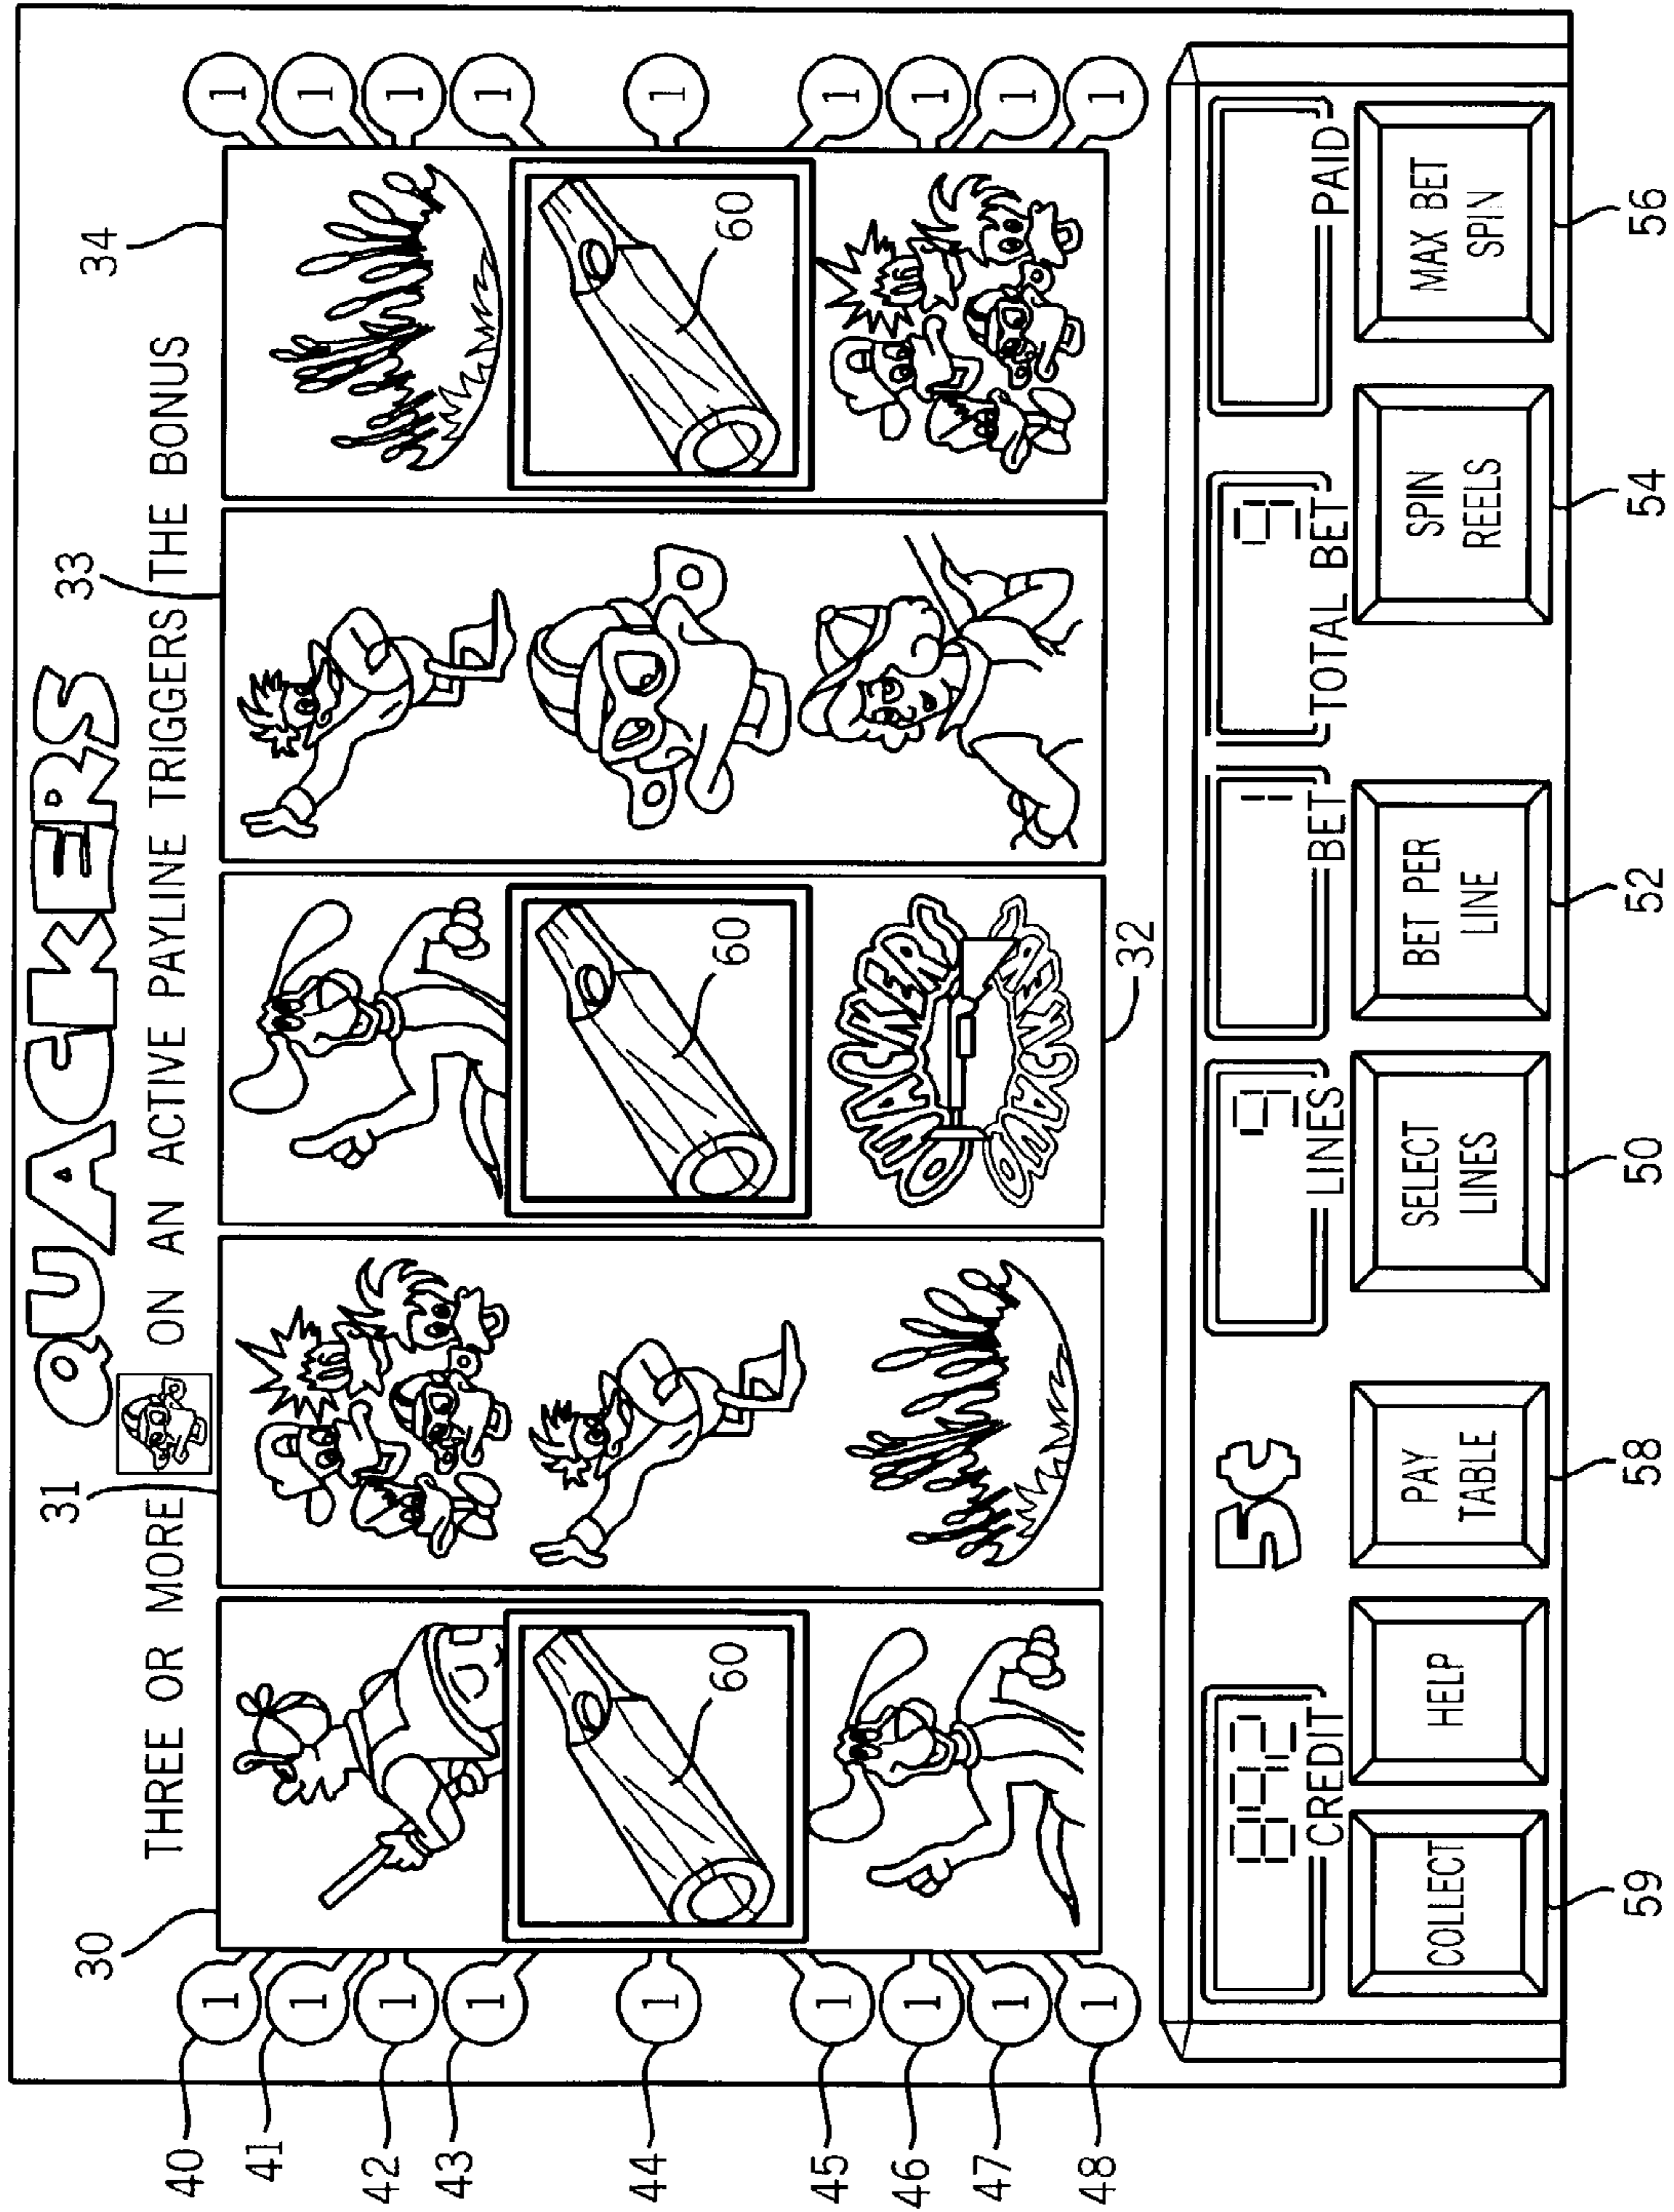 QUACKERS
THREE OR MORE ON AN ACTIVE PAYLINE TRIGGERS THE BONUS
30
31
33
34
40 1 1
41 1 1
42 1 1
43 1 1
44 1 1
45 1 1
46 1 1
47 1 1
48 1 1
60 60 60
QUACKERS
QUACKERS
32
842 9 1 9
CREDIT 5¢ LINES BET TOTAL BET PAID
COLLECT
HELP
PAY
TABLE
SELECT
LINES
BET PER
LINE
SPIN
REELS
MAX BET
SPIN
59 58 50 52 54 56